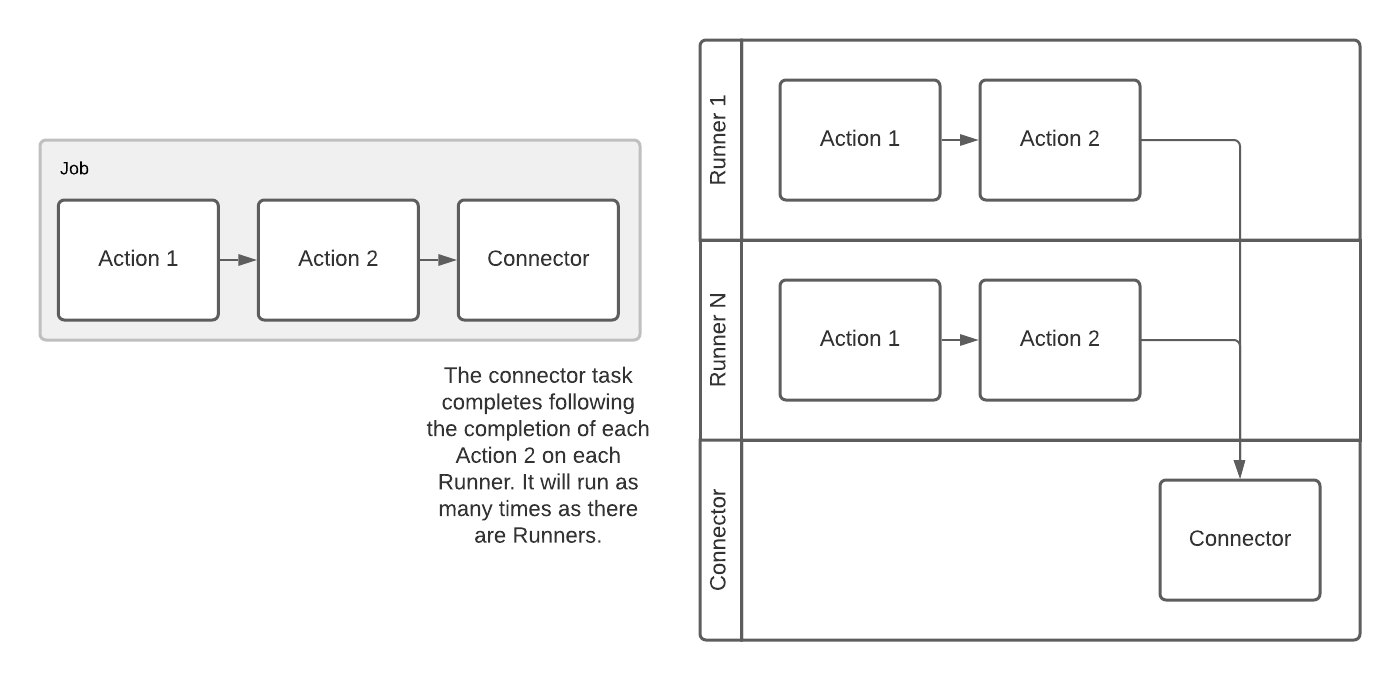 Job
Action 1
Action 2
Connector
The connector task
completes following
the completion of each
Action 2 on each
Runner. It will run as
many times as there
are Runners.
Runner 1
Action 1
Action 2
Runner N
Action 1
Action 2
Connector
Connector